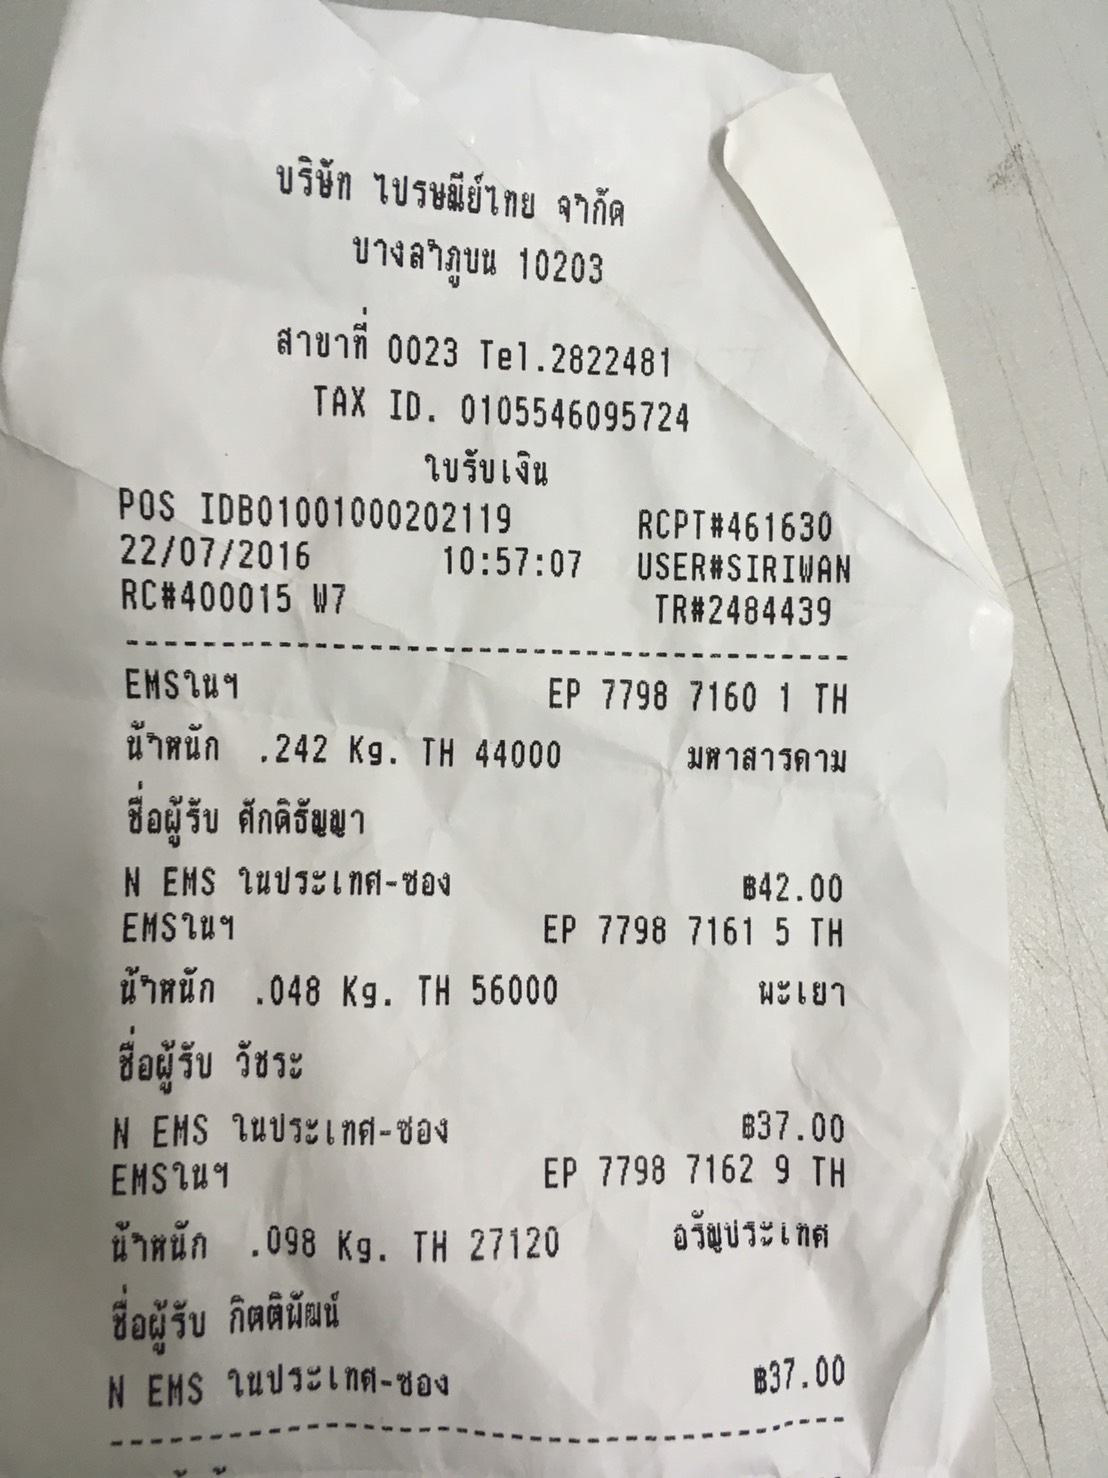 บริษัท ไปรษณีย์ไทย จำกัด
บางลำภูบน 10203
สาขาที่ 0023 Tel.2822481
TAX ID. 0105546095724
ใบรับเงิน
POS IDB01001000202119 RCPT#461630
22/07/2016 10:57:07 USER#SIRIWAN
RC#400015 W7 TR#2484439
EMSในฯ EP 7798 7160 1 TH
น้ำหนัก .242 Kg. TH 44000 มหาสารคาม
ชื่อผู้รับ ศักดิธัญญา
N EMS ในประเทศ-ซอง ฿42.00
EMSในฯ EP 7798 7161 5 TH
น้ำหนัก .048 Kg. TH 56000 พะเยา
ชื่อผู้รับ วัชระ
N EMS ในประเทศ-ซอง ฿37.00
EMSในฯ EP 7798 7162 9 TH
น้ำหนัก .098 Kg. TH 27120 อรัญประเทศ
ชื่อผู้รับ กิตติพัฒน์
N EMS ในประเทศ-ซอง ฿37.00